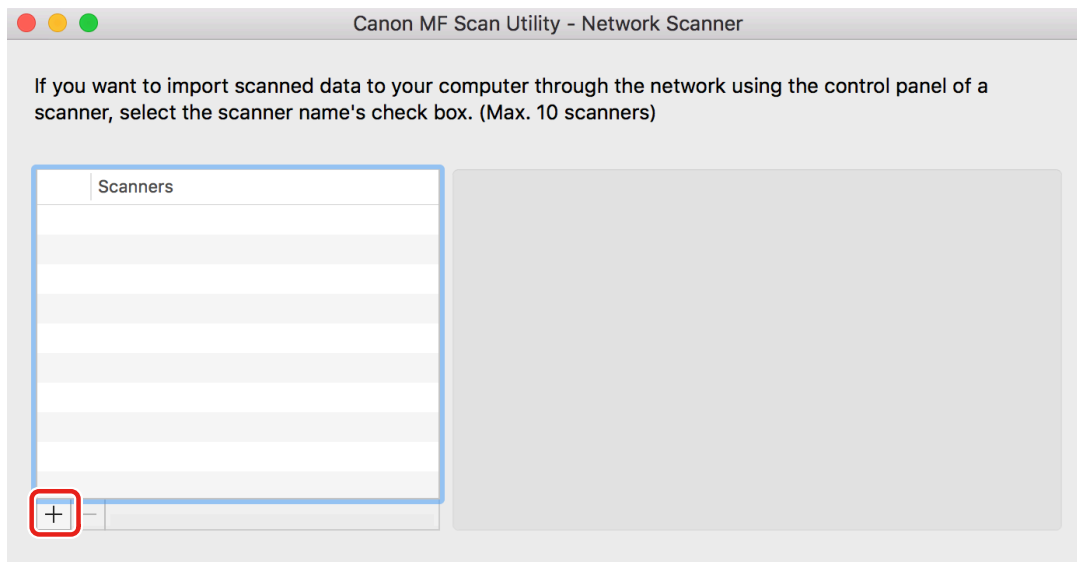 Canon MF Scan Utility - Network Scanner
If you want to import scanned data to your computer through the network using the control panel of a
scanner, select the scanner name's check box. (Max. 10 scanners)
Scanners
+ −